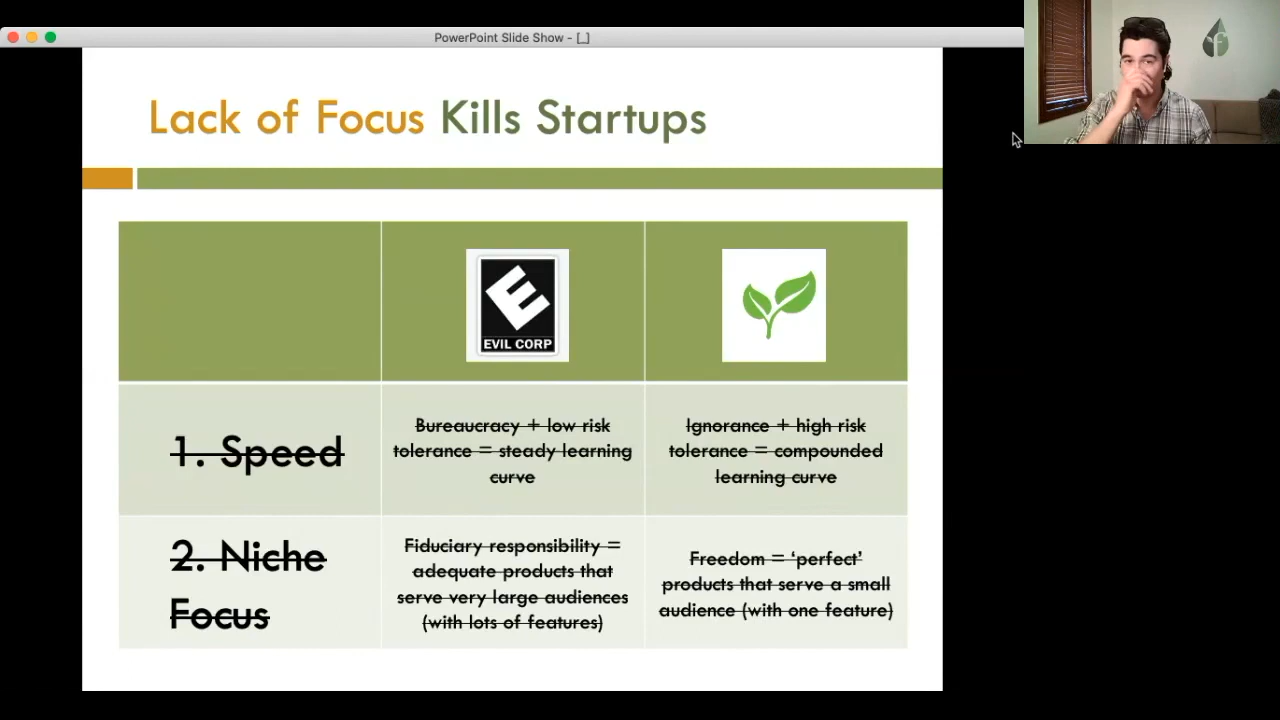 PowerPoint Slide Show - [_]
Lack of Focus Kills Startups
EVIL CORP
1. Speed
Bureaucracy + low risk
tolerance = steady learning
curve
Ignorance + high risk
tolerance = compounded
learning curve
2. Niche
Focus
Fiduciary responsibility =
adequate products that
serve very large audiences
(with lots of features)
Freedom = ‘perfect’
products that serve a small
audience (with one feature)
f